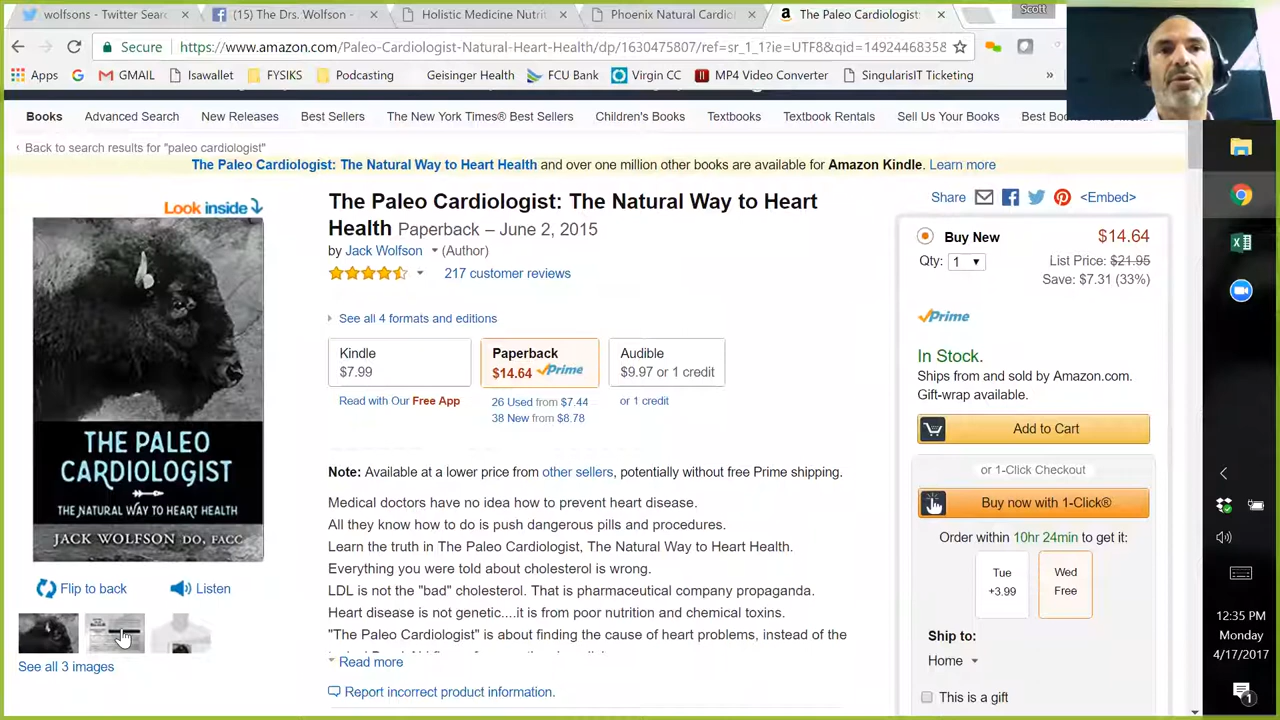 wolfsons - Twitter Searc
(15) The Drs. Wolfson -
Holistic Medicine Nutrit
Phoenix Natural Cardiol
The Paleo Cardiologist:
Scott
Secure
https://www.amazon.com/Paleo-Cardiologist-Natural-Heart-Health/dp/1630475807/ref=sr_1_1?ie=UTF8&qid=14924468358
Apps
GMAIL
Isawallet
FYSIKS
Podcasting
Geisinger Health
FCU Bank
Virgin CC
MP4 Video Converter
SingularisIT Ticketing
»
Books
Advanced Search
New Releases
Best Sellers
The New York Times® Best Sellers
Children's Books
Textbooks
Textbook Rentals
Sell Us Your Books
‹ Back to search results for "paleo cardiologist"
The Paleo Cardiologist: The Natural Way to Heart Health and over one million other books are available for Amazon Kindle. Learn more
Look inside
THE PALEO
CARDIOLOGIST
THE NATURAL WAY TO HEART HEALTH
JACK WOLFSON DO, FACC
Flip to back
Listen
See all 3 images
The Paleo Cardiologist: The Natural Way to Heart
Health Paperback – June 2, 2015
by Jack Wolfson (Author)
217 customer reviews
See all 4 formats and editions
Kindle
$7.99
Paperback
$14.64 Prime
Audible
$9.97 or 1 credit
Read with Our Free App
26 Used from $7.44
38 New from $8.78
or 1 credit
Note: Available at a lower price from other sellers, potentially without free Prime shipping.
Medical doctors have no idea how to prevent heart disease.
All they know how to do is push dangerous pills and procedures.
Learn the truth in The Paleo Cardiologist, The Natural Way to Heart Health.
Everything you were told about cholesterol is wrong.
LDL is not the "bad" cholesterol. That is pharmaceutical company propaganda.
Heart disease is not genetic....it is from poor nutrition and chemical toxins.
"The Paleo Cardiologist" is about finding the cause of heart problems, instead of the
Read more
Report incorrect product information.
Share
<Embed>
Buy New
$14.64
Qty: 1
List Price: $21.95
Save: $7.31 (33%)
Prime
In Stock.
Ships from and sold by Amazon.com.
Gift-wrap available.
Add to Cart
or 1-Click Checkout
Buy now with 1-Click®
Order within 10hr 24min to get it:
Tue
+3.99
Wed
Free
Ship to:
Home
This is a gift
12:35 PM
Monday
4/17/2017
1